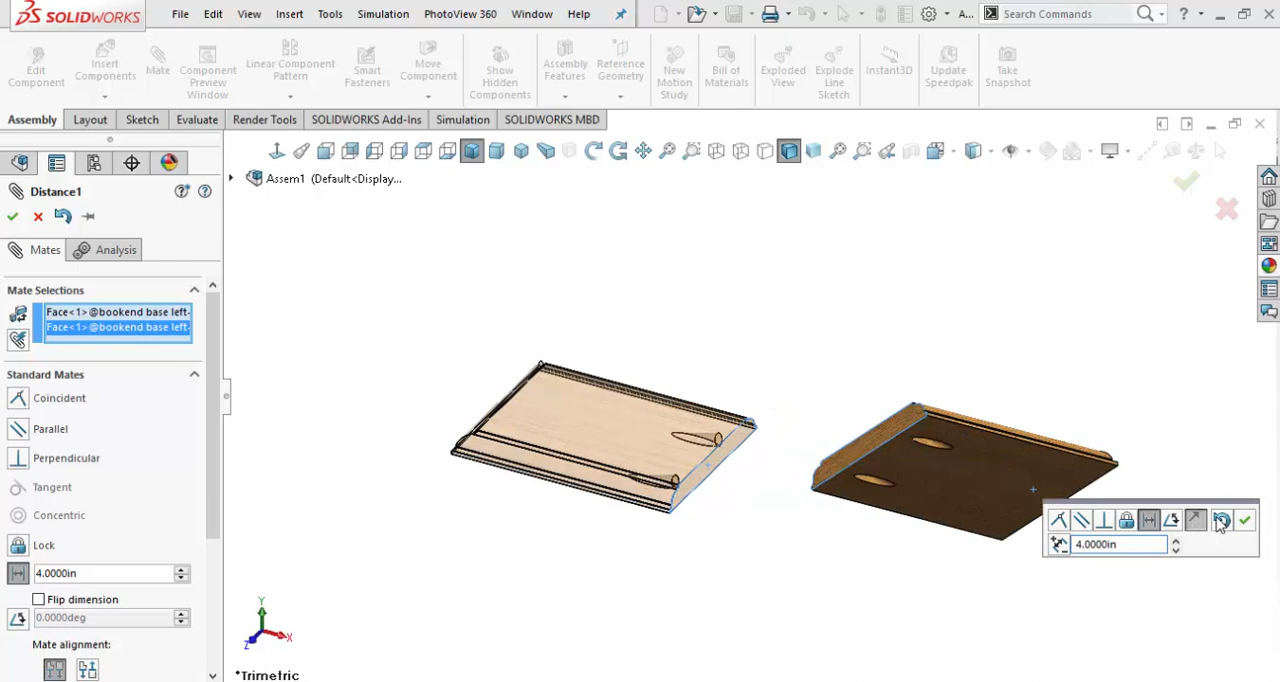 SOLIDWORKS File Edit View Insert Tools Simulation PhotoView 360 Window Help A... Search Commands ?
Edit Component
Insert Components
Mate
Component Preview Window
Linear Component Pattern
Smart Fasteners
Move Component
Show Hidden Components
Assembly Features
Reference Geometry
New Motion Study
Bill of Materials
Exploded View
Explode Line Sketch
Instant3D
Update Speedpak
Take Snapshot
Assembly Layout Sketch Evaluate Render Tools SOLIDWORKS Add-Ins Simulation SOLIDWORKS MBD
Assem1 (Default<Display...
Distance1
Mates Analysis
Mate Selections
Face<1>@bookend base left-
Face<1>@bookend base left-
Standard Mates
Coincident
Parallel
Perpendicular
Tangent
Concentric
Lock
4.0000in
Flip dimension
0.0000deg
Mate alignment:
4.0000in
Y
X
Z
*Trimetric